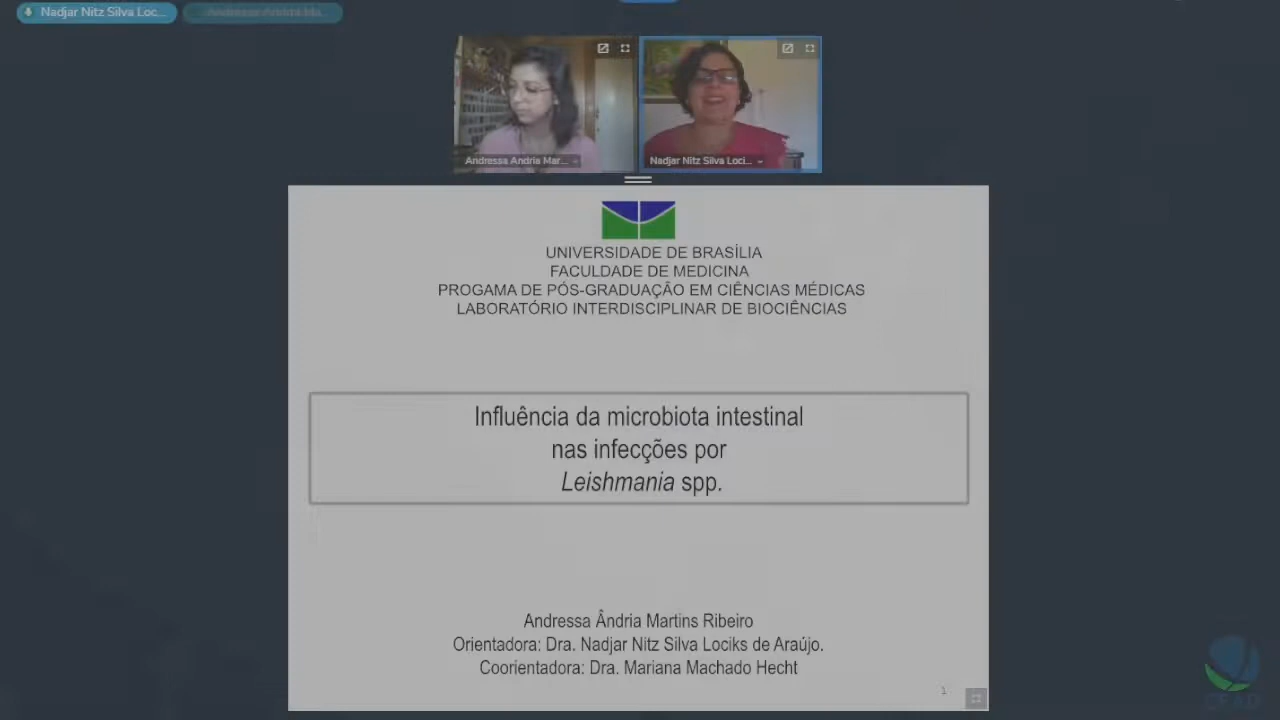 Nadjar Nitz Silva Loc...
Andressa Andria Mar...
Nadjar Nitz Silva Loci...
UNIVERSIDADE DE BRASÍLIA
FACULDADE DE MEDICINA
PROGAMA DE PÓS-GRADUAÇÃO EM CIÊNCIAS MÉDICAS
LABORATÓRIO INTERDISCIPLINAR DE BIOCIÊNCIAS
Influência da microbiota intestinal
nas infecções por
Leishmania spp.
Andressa Ândria Martins Ribeiro
Orientadora: Dra. Nadjar Nitz Silva Lociks de Araújo.
Coorientadora: Dra. Mariana Machado Hecht
1